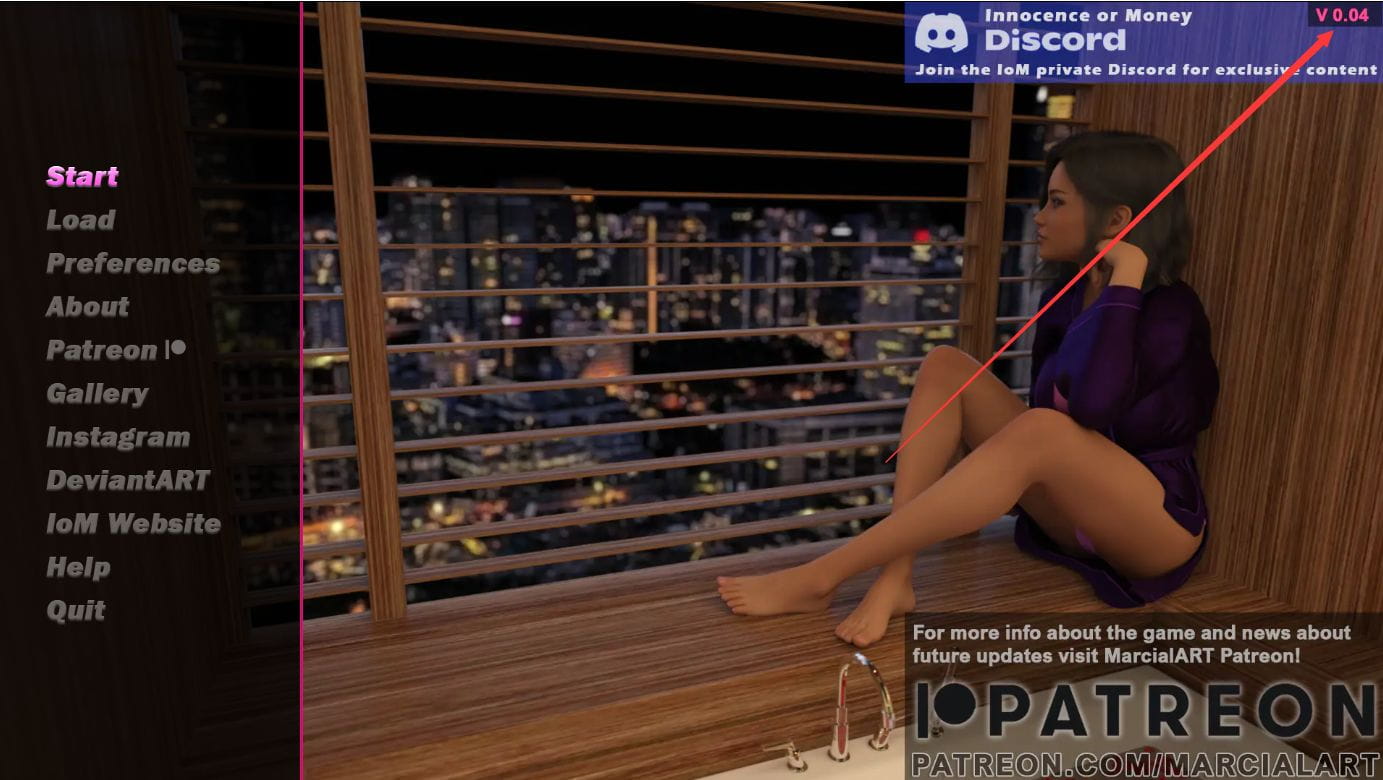 Start
Load
Preferences
About
Patreon
Gallery
Instagram
DeviantART
IoM Website
Help
Quit
Innocence or Money
Discord
Join the IoM private Discord for exclusive content
V 0.04
For more info about the game and news about
future updates visit MarcialART Patreon!
PATREON
PATREON.COM/MARCIALART